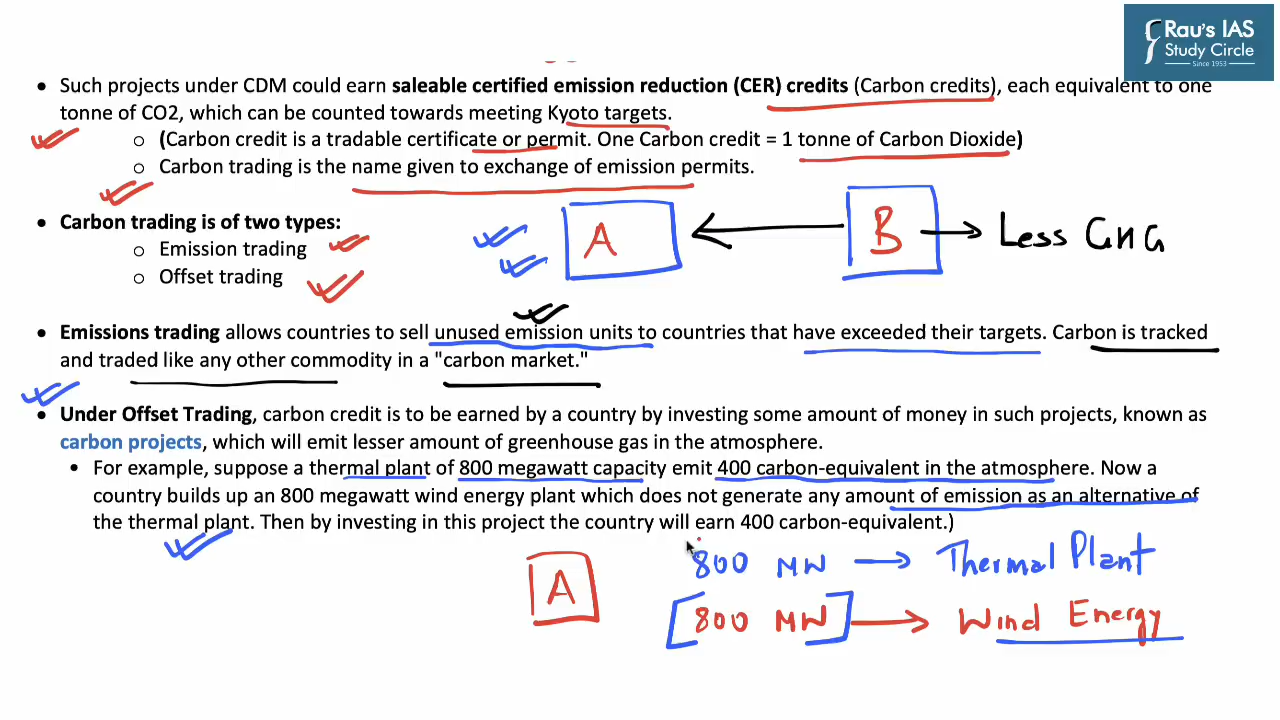 Rau's IAS
Study Circle
Since 1953
• Such projects under CDM could earn saleable certified emission reduction (CER) credits (Carbon credits), each equivalent to one
tonne of CO2, which can be counted towards meeting Kyoto targets.
o (Carbon credit is a tradable certificate or permit. One Carbon credit = 1 tonne of Carbon Dioxide)
o Carbon trading is the name given to exchange of emission permits.
• Carbon trading is of two types:
o Emission trading
o Offset trading
A
B
Less GHG
• Emissions trading allows countries to sell unused emission units to countries that have exceeded their targets. Carbon is tracked
and traded like any other commodity in a "carbon market."
• Under Offset Trading, carbon credit is to be earned by a country by investing some amount of money in such projects, known as
carbon projects, which will emit lesser amount of greenhouse gas in the atmosphere.
• For example, suppose a thermal plant of 800 megawatt capacity emit 400 carbon-equivalent in the atmosphere. Now a
country builds up an 800 megawatt wind energy plant which does not generate any amount of emission as an alternative of
the thermal plant. Then by investing in this project the country will earn 400 carbon-equivalent.)
A
800 MW → Thermal Plant
[800 MW] → Wind Energy